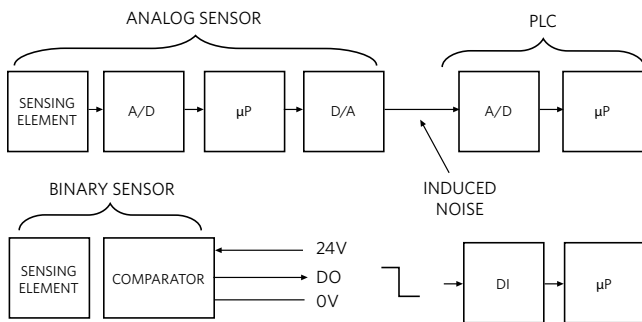 ANALOG SENSOR
PLC
SENSING
ELEMENT
A/D
µP
D/A
A/D
µP
INDUCED
NOISE
BINARY SENSOR
SENSING
ELEMENT
COMPARATOR
24V
DO
0V
DI
µP